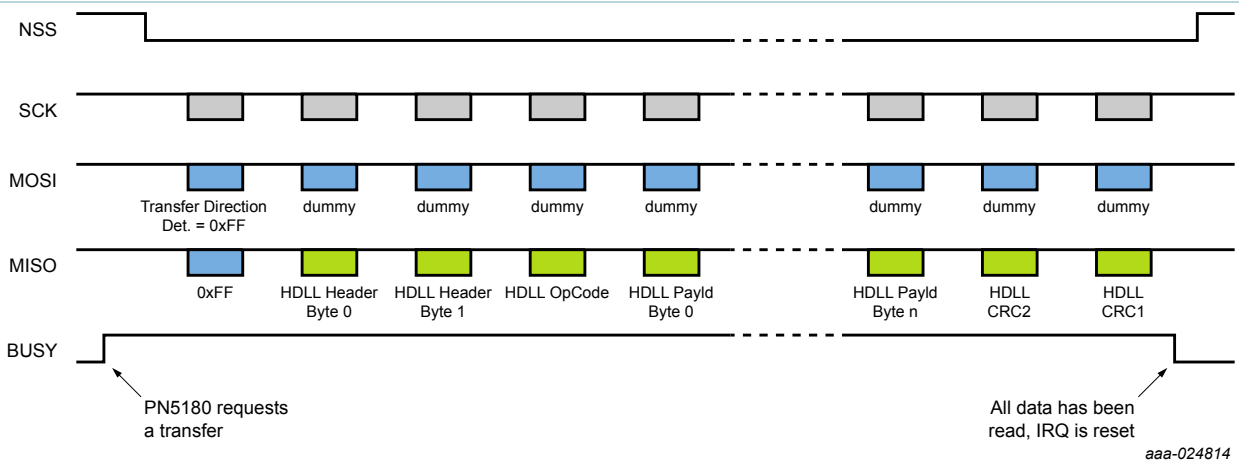 NSS
SCK
MOSI
Transfer Direction dummy dummy dummy dummy dummy dummy dummy
Det. = 0xFF
MISO
0xFF HDLL Header HDLL Header HDLL OpCode HDLL Payld HDLL Payld HDLL HDLL
Byte 0 Byte 1 Byte 0 Byte n CRC2 CRC1
BUSY
PN5180 requests All data has been
a transfer read, IRQ is reset
aaa-024814